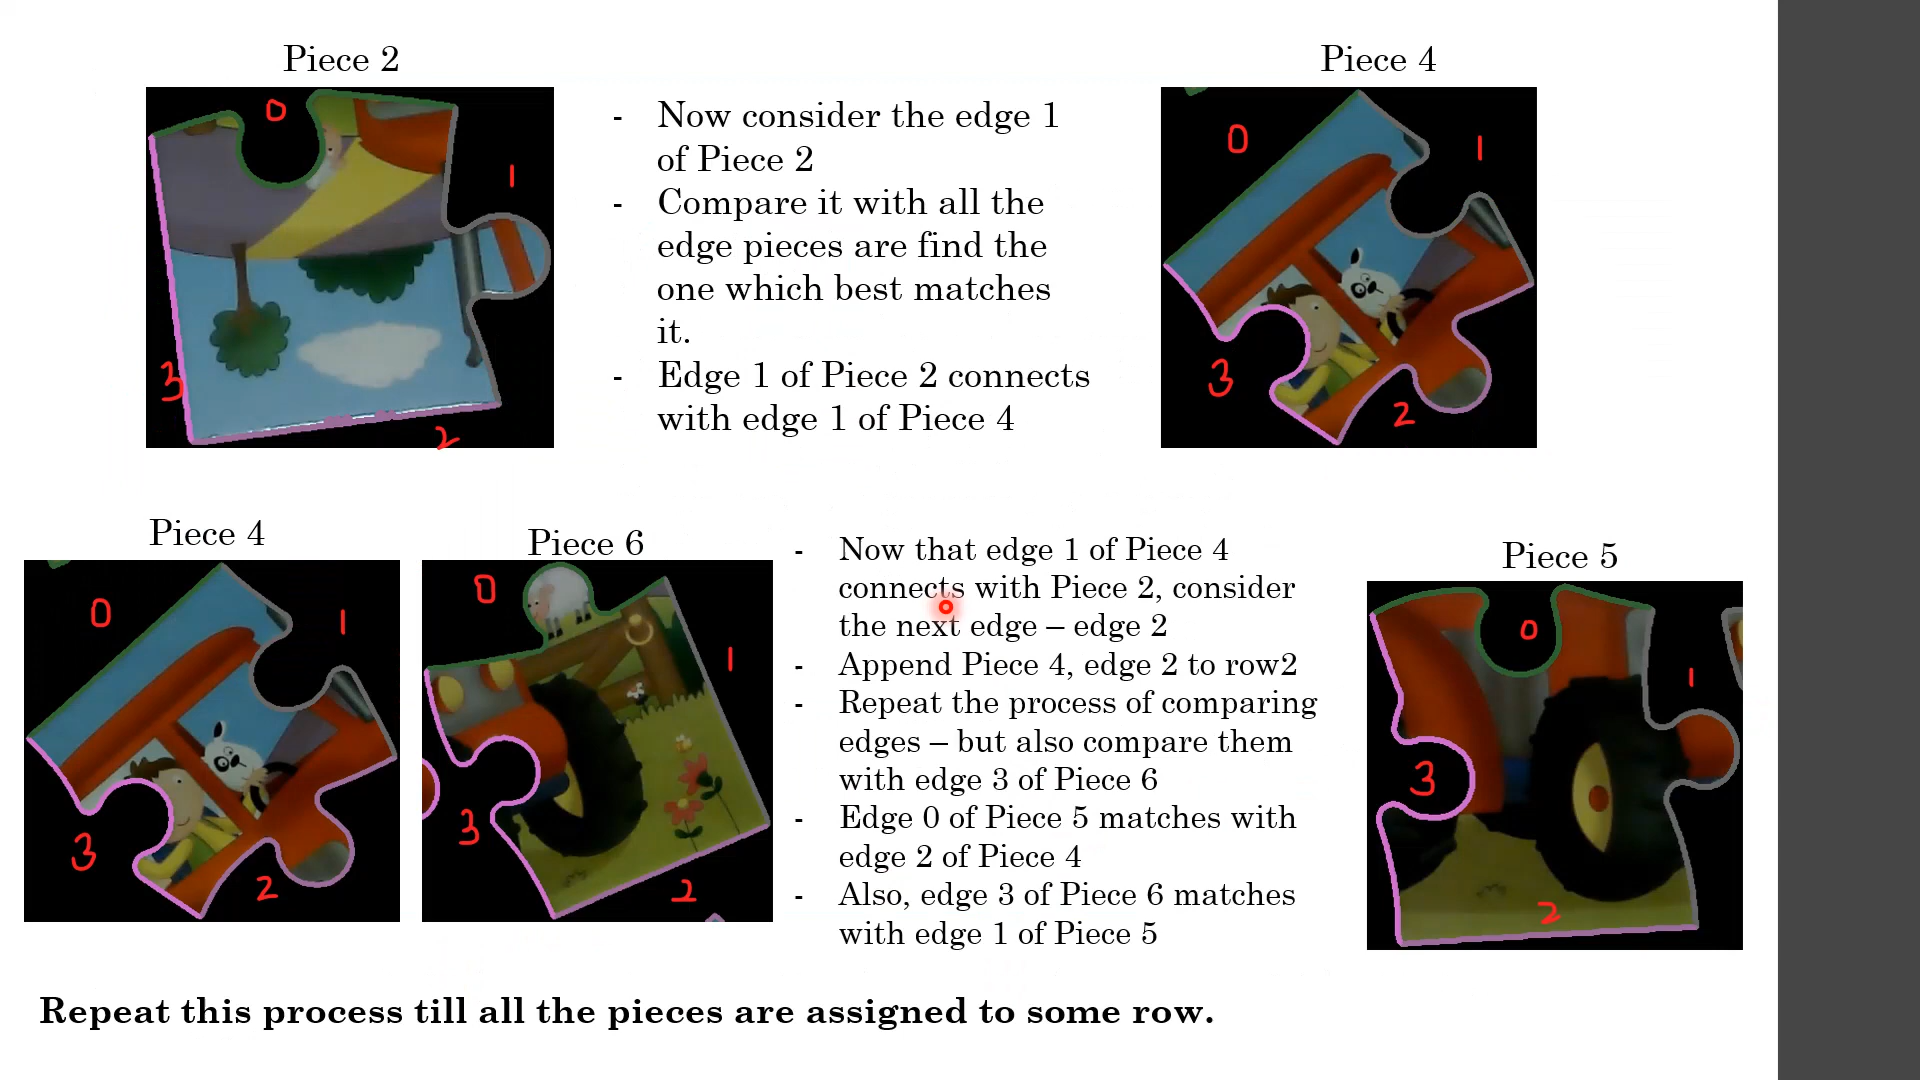 Piece 2
0
1
2
3
- Now consider the edge 1
of Piece 2
- Compare it with all the
edge pieces are find the
one which best matches
it.
- Edge 1 of Piece 2 connects
with edge 1 of Piece 4
Piece 4
0
1
2
3
Piece 4
0
1
2
3
Piece 6
0
1
2
3
- Now that edge 1 of Piece 4
connects with Piece 2, consider
the next edge – edge 2
- Append Piece 4, edge 2 to row2
- Repeat the process of comparing
edges – but also compare them
with edge 3 of Piece 6
- Edge 0 of Piece 5 matches with
edge 2 of Piece 4
- Also, edge 3 of Piece 6 matches
with edge 1 of Piece 5
Piece 5
0
1
2
3
Repeat this process till all the pieces are assigned to some row.